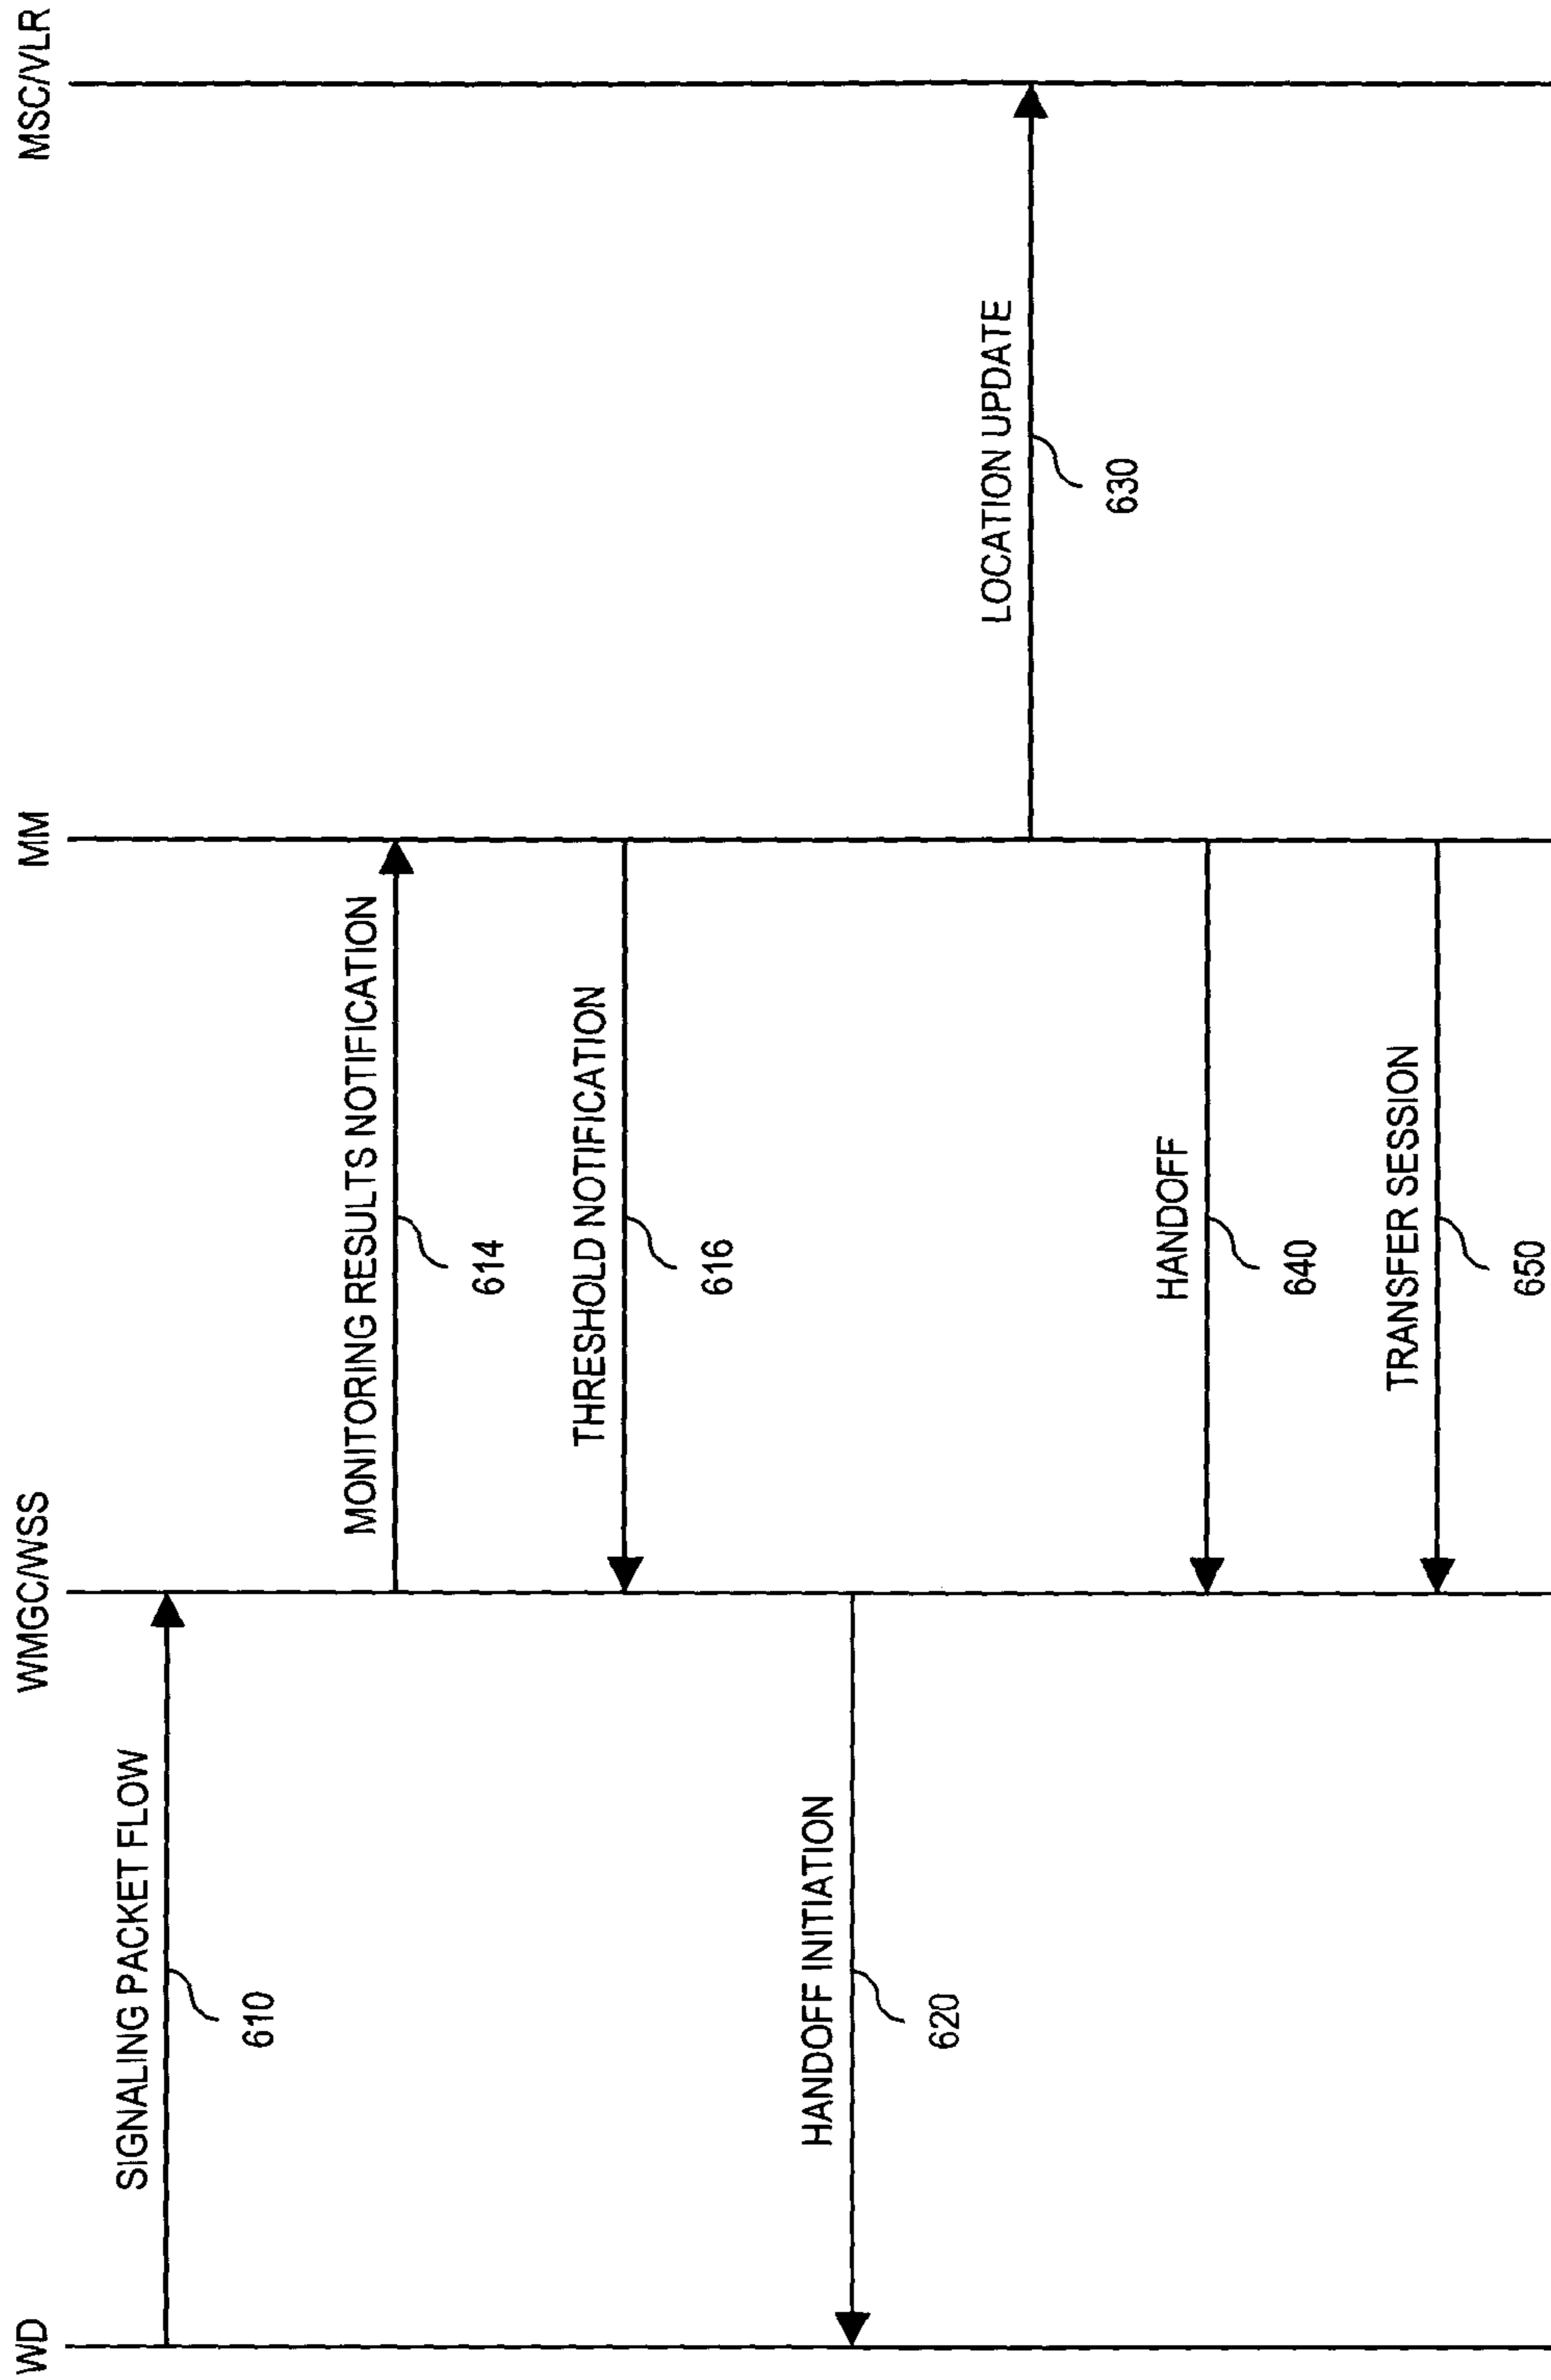 WD
WMGC/WSS
MM
MSC/VLR
SIGNALING PACKET FLOW
610
MONITORING RESULTS NOTIFICATION
614
THRESHOLD NOTIFICATION
616
HANDOFF INITIATION
620
LOCATION UPDATE
630
HANDOFF
640
TRANSFER SESSION
650